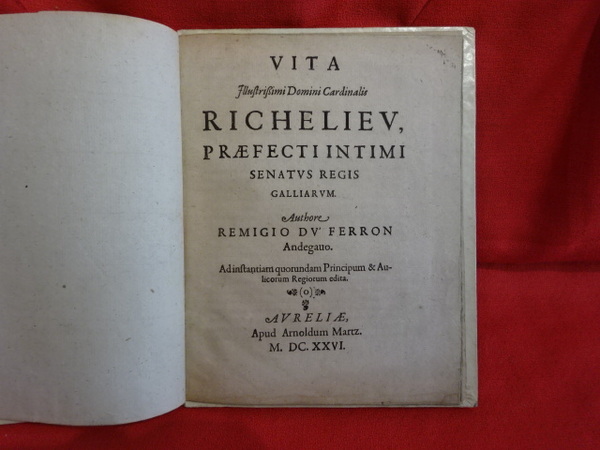 VITA
Illuſtriſſimi Domini Cardinalis
RICHELIEV,
PRÆFECTI INTIMI
SENATVS REGIS
GALLIARVM.
Authore
REMIGIO DV' FERRON
Andegauo.
Ad inſtantiam quorundam Principum & Au-
licorum Regiorum edita.
(0)
AVRELIÆ,
Apud Arnoldum Martz.
M. DC. XXVI.